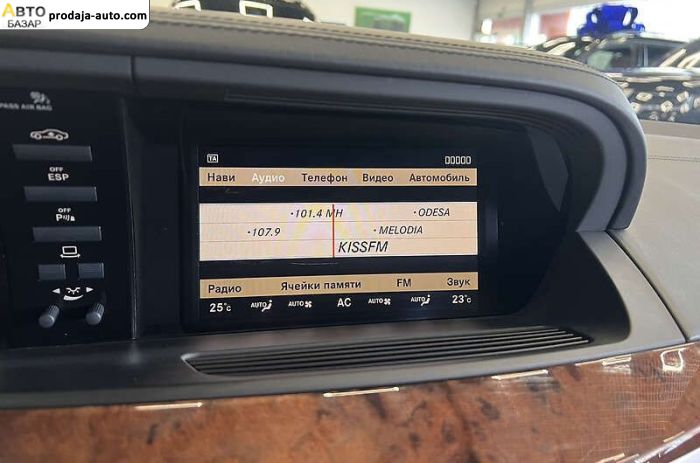 АВТО
БАЗАР
prodaja-auto.com
PASS AIR BAG
OFF
ESP
OFF
P
TA
00000
Нави Аудио Телефон Видео Автомобиль
·101.4 MH ·ODESA
·107.9 ·MELODIA
KISSFM
Радио Ячейки памяти FM Звук
25°C AUTO AUTO AC AUTO AUTO 23°C